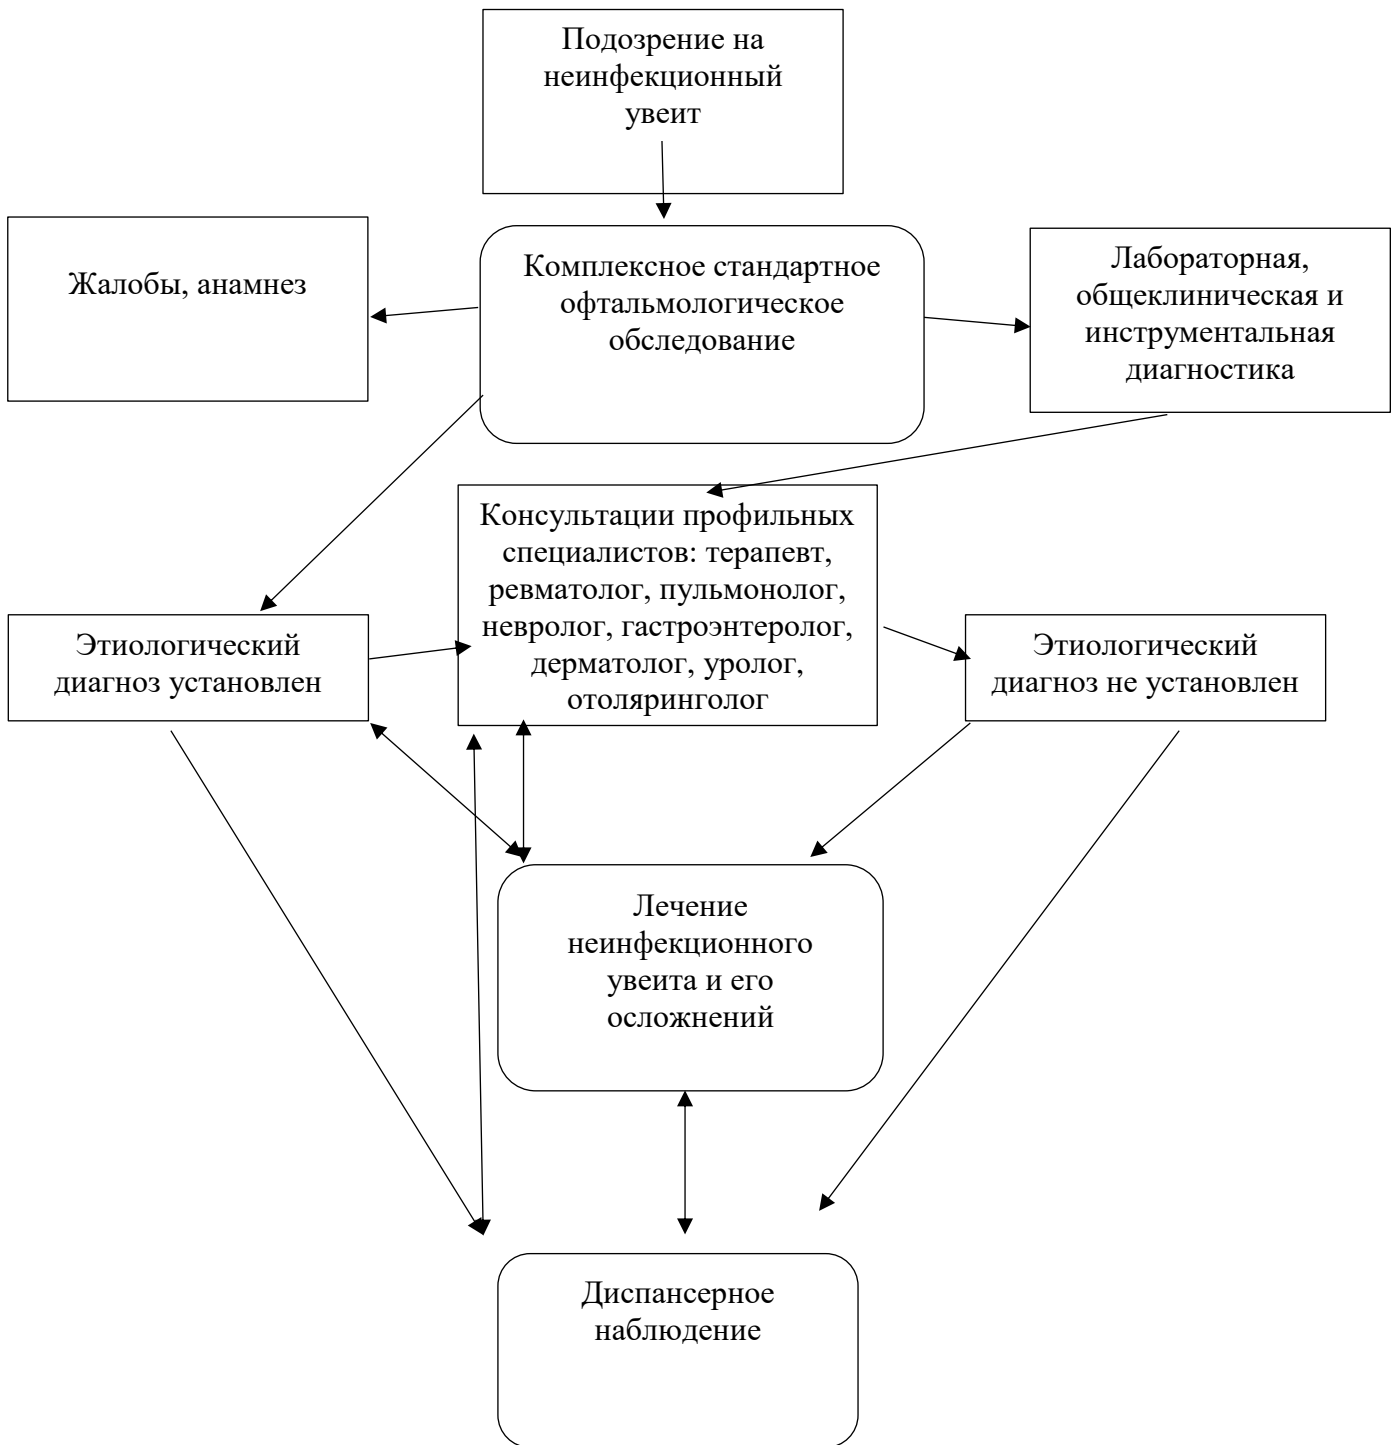 Подозрение на
неинфекционный
увеит
Жалобы, анамнез
Комплексное стандартное
офтальмологическое
обследование
Лабораторная,
общеклиническая и
инструментальная
диагностика
Консультации профильных
специалистов: терапевт,
ревматолог, пульмонолог,
невролог, гастроэнтеролог,
дерматолог, уролог,
отоляринголог
Этиологический
диагноз установлен
Этиологический
диагноз не установлен
Лечение
неинфекционного
увеита и его
осложнений
Диспансерное
наблюдение